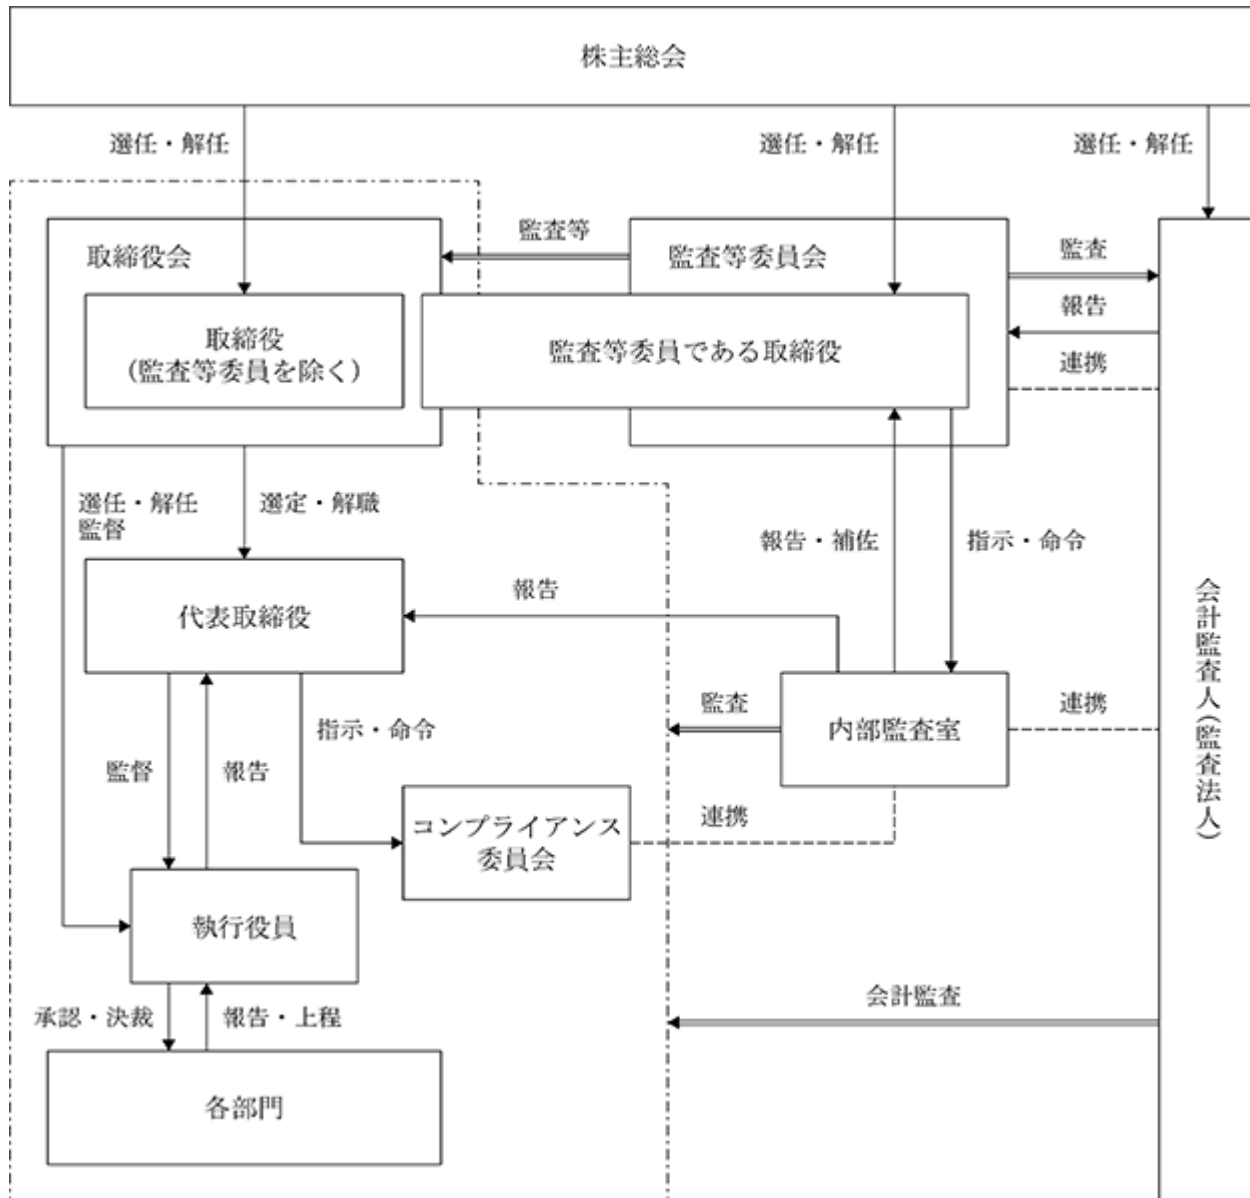 株主総会
選任・解任
選任・解任
選任・解任
取締役会
監査等
監査等委員会
監査
取締役
(監査等委員を除く)
監査等委員である取締役
報告
連携
選任・解任
監督
選定・解職
報告・補佐
指示・命令
代表取締役
報告
会計監査人(監査法人)
監査
内部監査室
連携
指示・命令
監督
報告
コンプライアンス
委員会
連携
執行役員
会計監査
承認・決裁
報告・上程
各部門